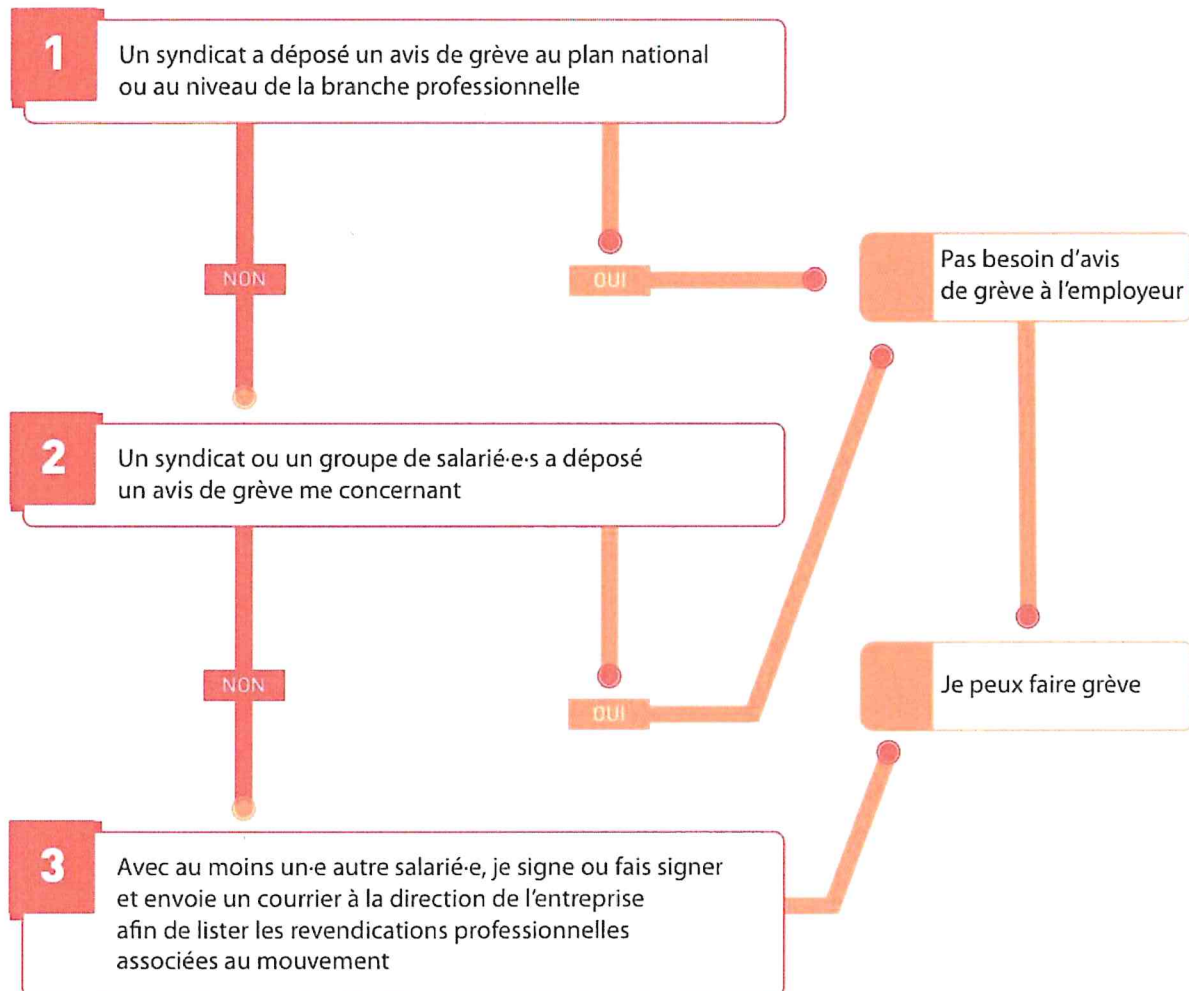 1
Un syndicat a déposé un avis de grève au plan national
ou au niveau de la branche professionnelle
NON
OUI
Pas besoin d'avis
de grève à l'employeur
2
Un syndicat ou un groupe de salarié·e·s a déposé
un avis de grève me concernant
NON
OUI
Je peux faire grève
3
Avec au moins un·e autre salarié·e, je signe ou fais signer
et envoie un courrier à la direction de l'entreprise
afin de lister les revendications professionnelles
associées au mouvement